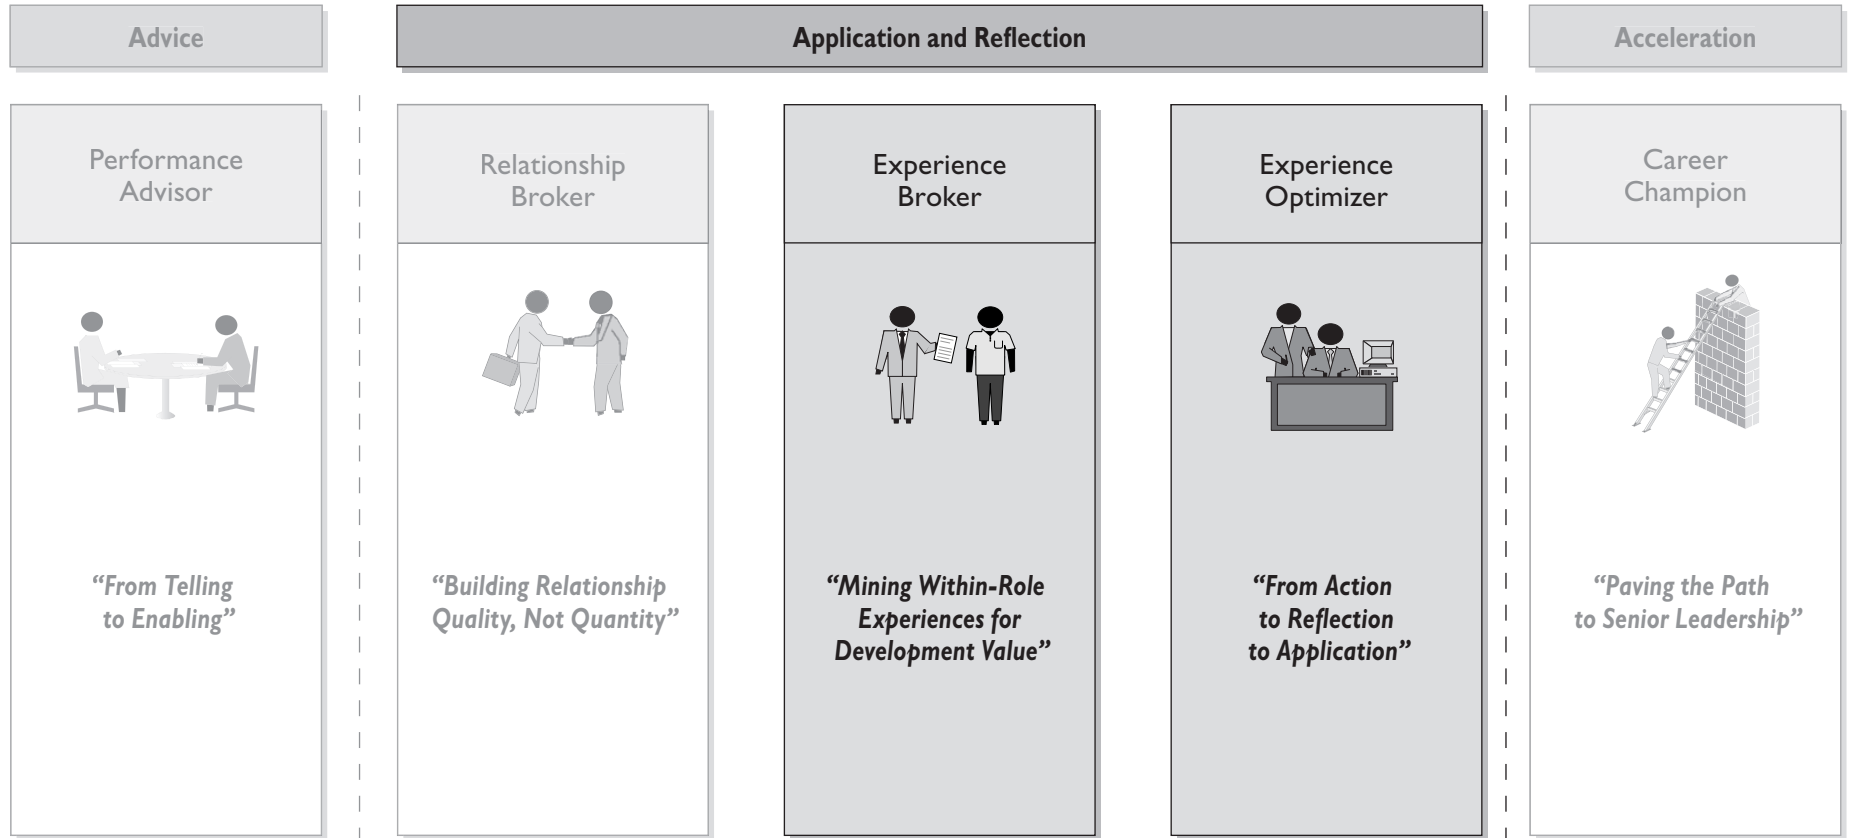 Advice
Application and Reflection
Acceleration
Performance
Advisor
Relationship
Broker
Experience
Broker
Experience
Optimizer
Career
Champion
“From Telling
to Enabling”
“Building Relationship
Quality, Not Quantity”
“Mining Within-Role
Experiences for
Development Value”
“From Action
to Reflection
to Application”
“Paving the Path
to Senior Leadership”